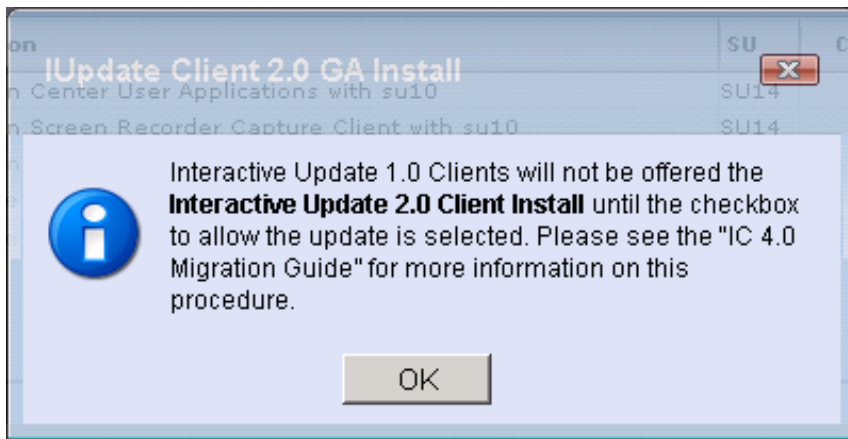 on SU C
IUpdate Client 2.0 GA Install
n Center User Applications with su10 SU14
n Screen Recorder Capture Client with su10 SU14
Interactive Update 1.0 Clients will not be offered the
Interactive Update 2.0 Client Install until the checkbox
to allow the update is selected. Please see the "IC 4.0
Migration Guide" for more information on this
procedure.
OK